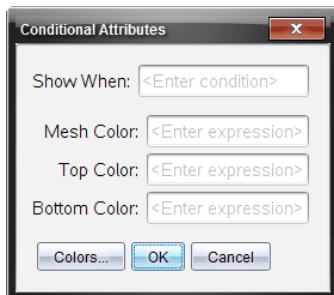 Conditional Attributes
Show When: <Enter condition>
Mesh Color: <Enter expression>
Top Color: <Enter expression>
Bottom Color: <Enter expression>
Colors... OK Cancel